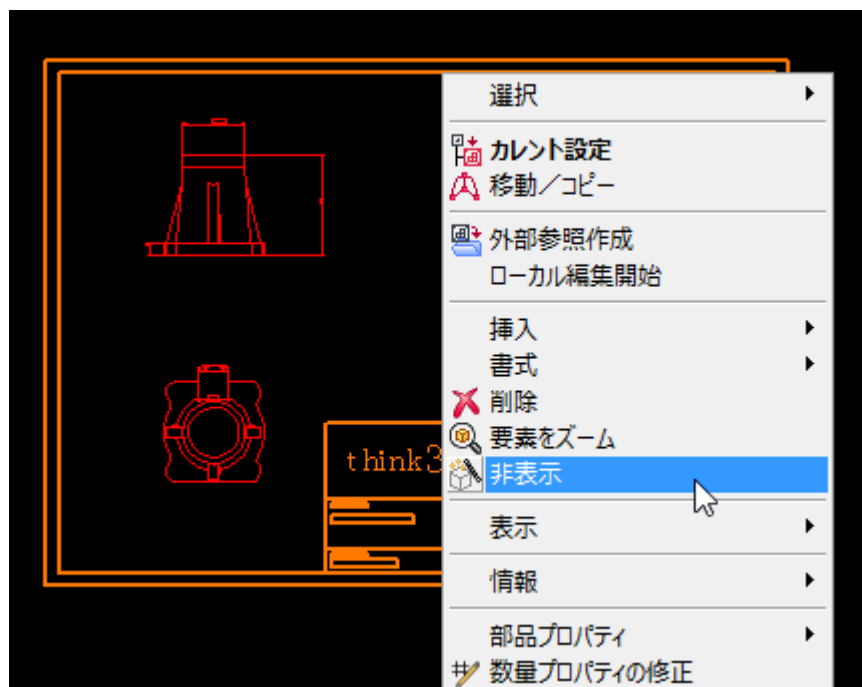 選択
カレント設定
移動／コピー
外部参照作成
ローカル編集開始
挿入
書式
削除
要素をズーム
think3
非表示
表示
情報
部品プロパティ
数量プロパティの修正